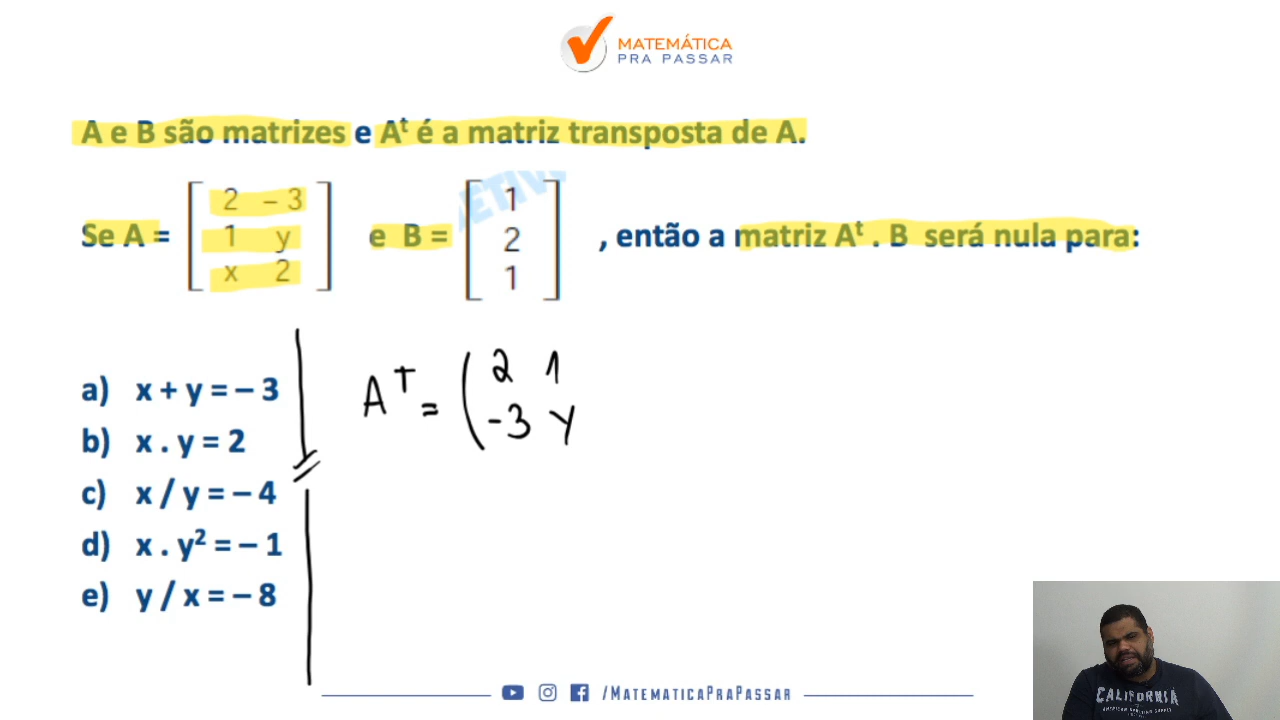 MATEMÁTICA
PRA PASSAR
A e B são matrizes e Aᵗ é a matriz transposta de A.
Se A = [ 2 – 3 ; 1 y ; x 2 ] e B = [ 1 ; 2 ; 1 ] , então a matriz Aᵗ . B será nula para:
a) x + y = – 3
b) x . y = 2
c) x / y = – 4
d) x . y² = – 1
e) y / x = – 8
Aᵀ = ( 2 1
-3 y
/MATEMATICAPRAPASSAR
CALIFORNIA